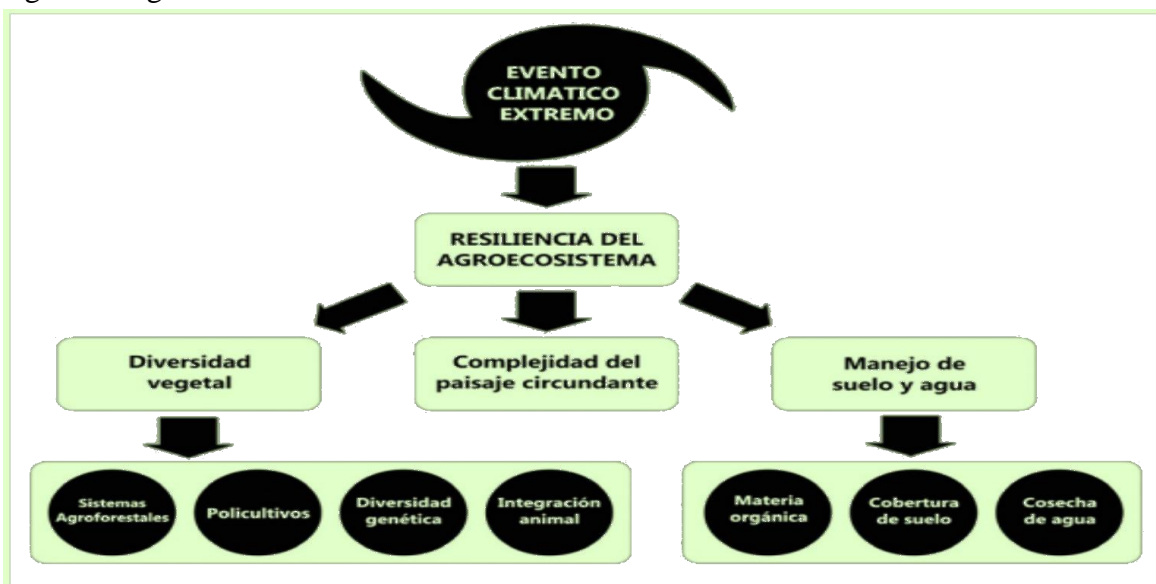 EVENTO
CLIMATICO
EXTREMO
RESILIENCIA DEL
AGROECOSISTEMA
Diversidad
vegetal
Complejidad del
paisaje circundante
Manejo de
suelo y agua
Sistemas
Agroforestales
Policultivos
Diversidad
genética
Integración
animal
Materia
orgánica
Cobertura
de suelo
Cosecha
de agua